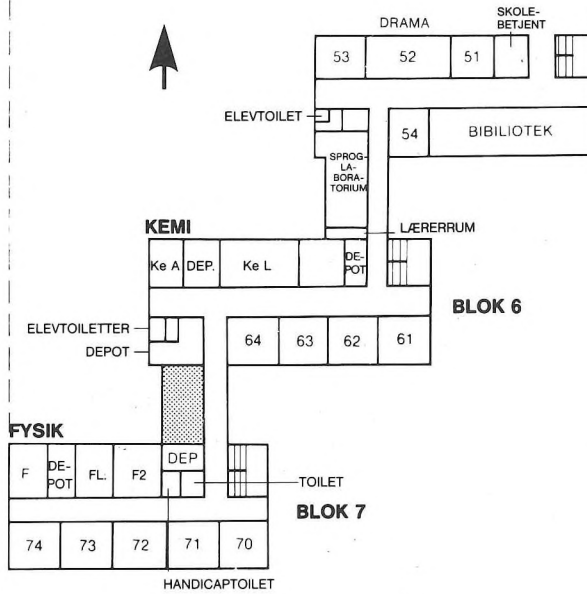 SKOLE-
BETJENT
DRAMA
53
52
51
ELEVTOILET
54
BIBILIOTEK
SPROG-
LA-
BORA-
TORIUM
LÆRERRUM
KEMI
Ke A
DEP.
Ke L
DE-
POT
BLOK 6
ELEVTOILETTER
DEPOT
64
63
62
61
FYSIK
F
DE-
POT
FL.
F2
DEP
TOILET
BLOK 7
74
73
72
71
70
HANDICAPTOILET